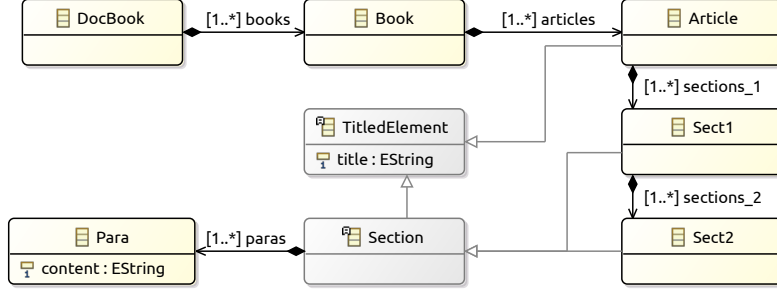 DocBook
[1..*] books
Book
[1..*] articles
Article
[1..*] sections_1
TitledElement
title : EString
Sect1
[1..*] sections_2
Para
content : EString
[1..*] paras
Section
Sect2